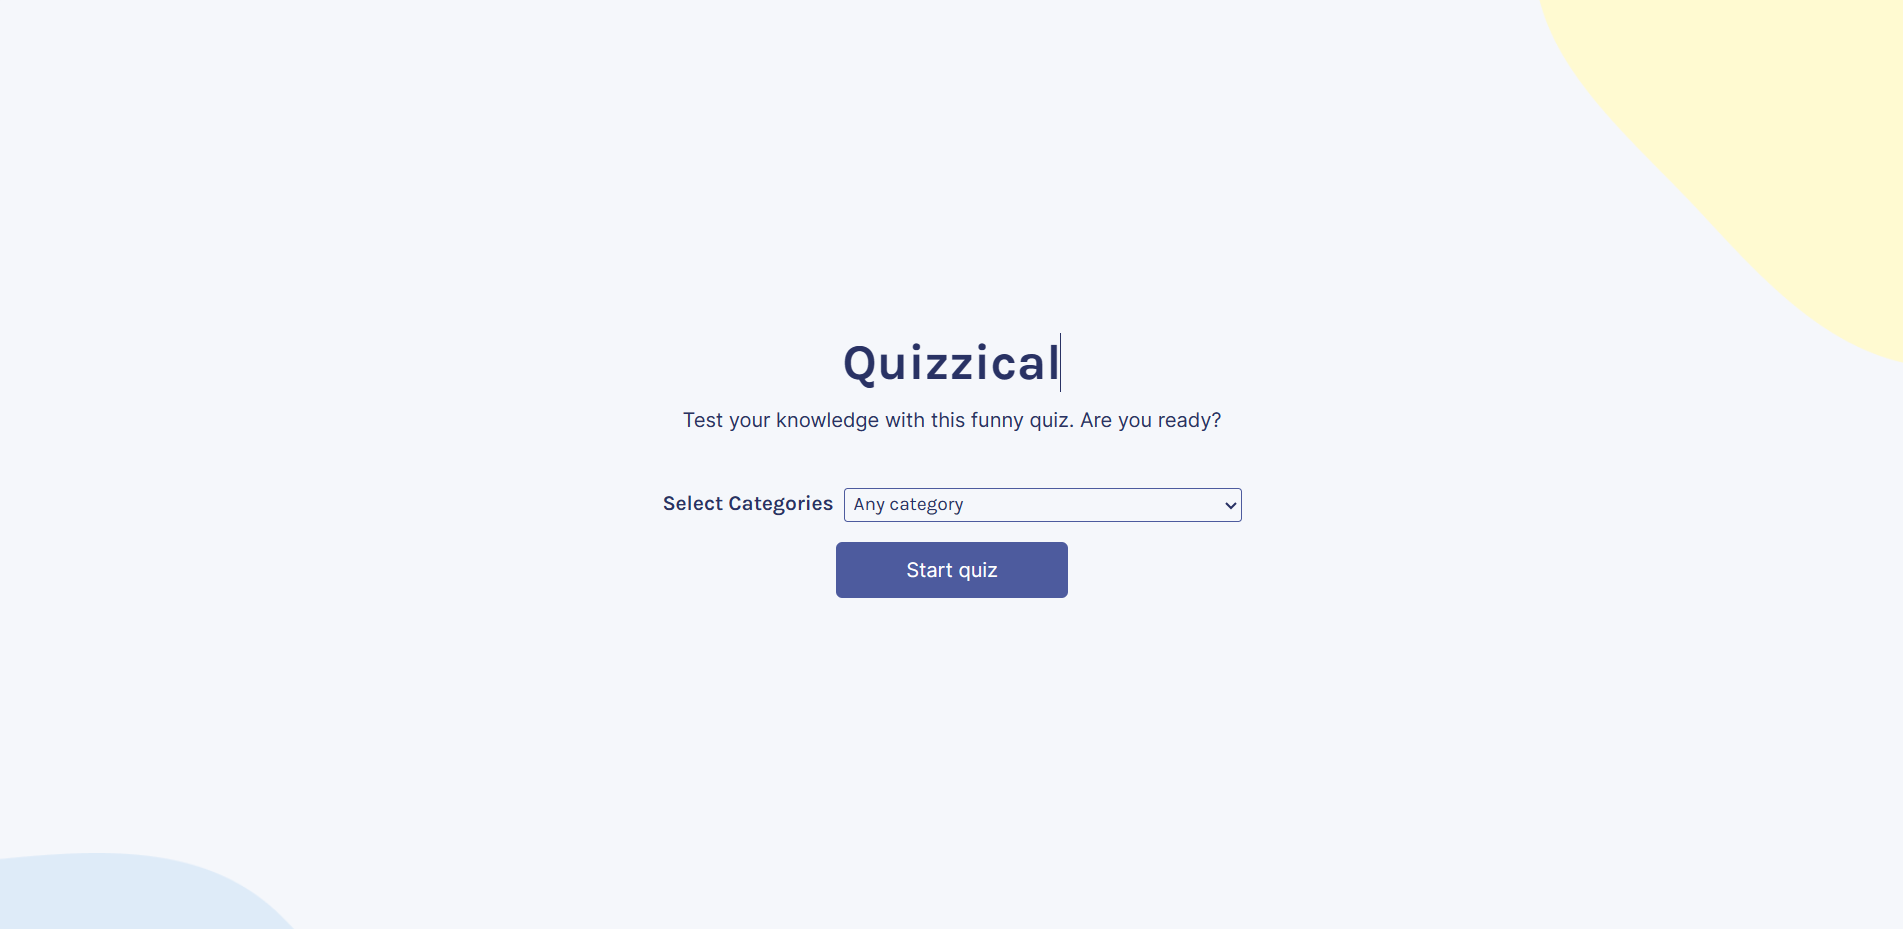 Quizzical
Test your knowledge with this funny quiz. Are you ready?
Select Categories Any category
Start quiz